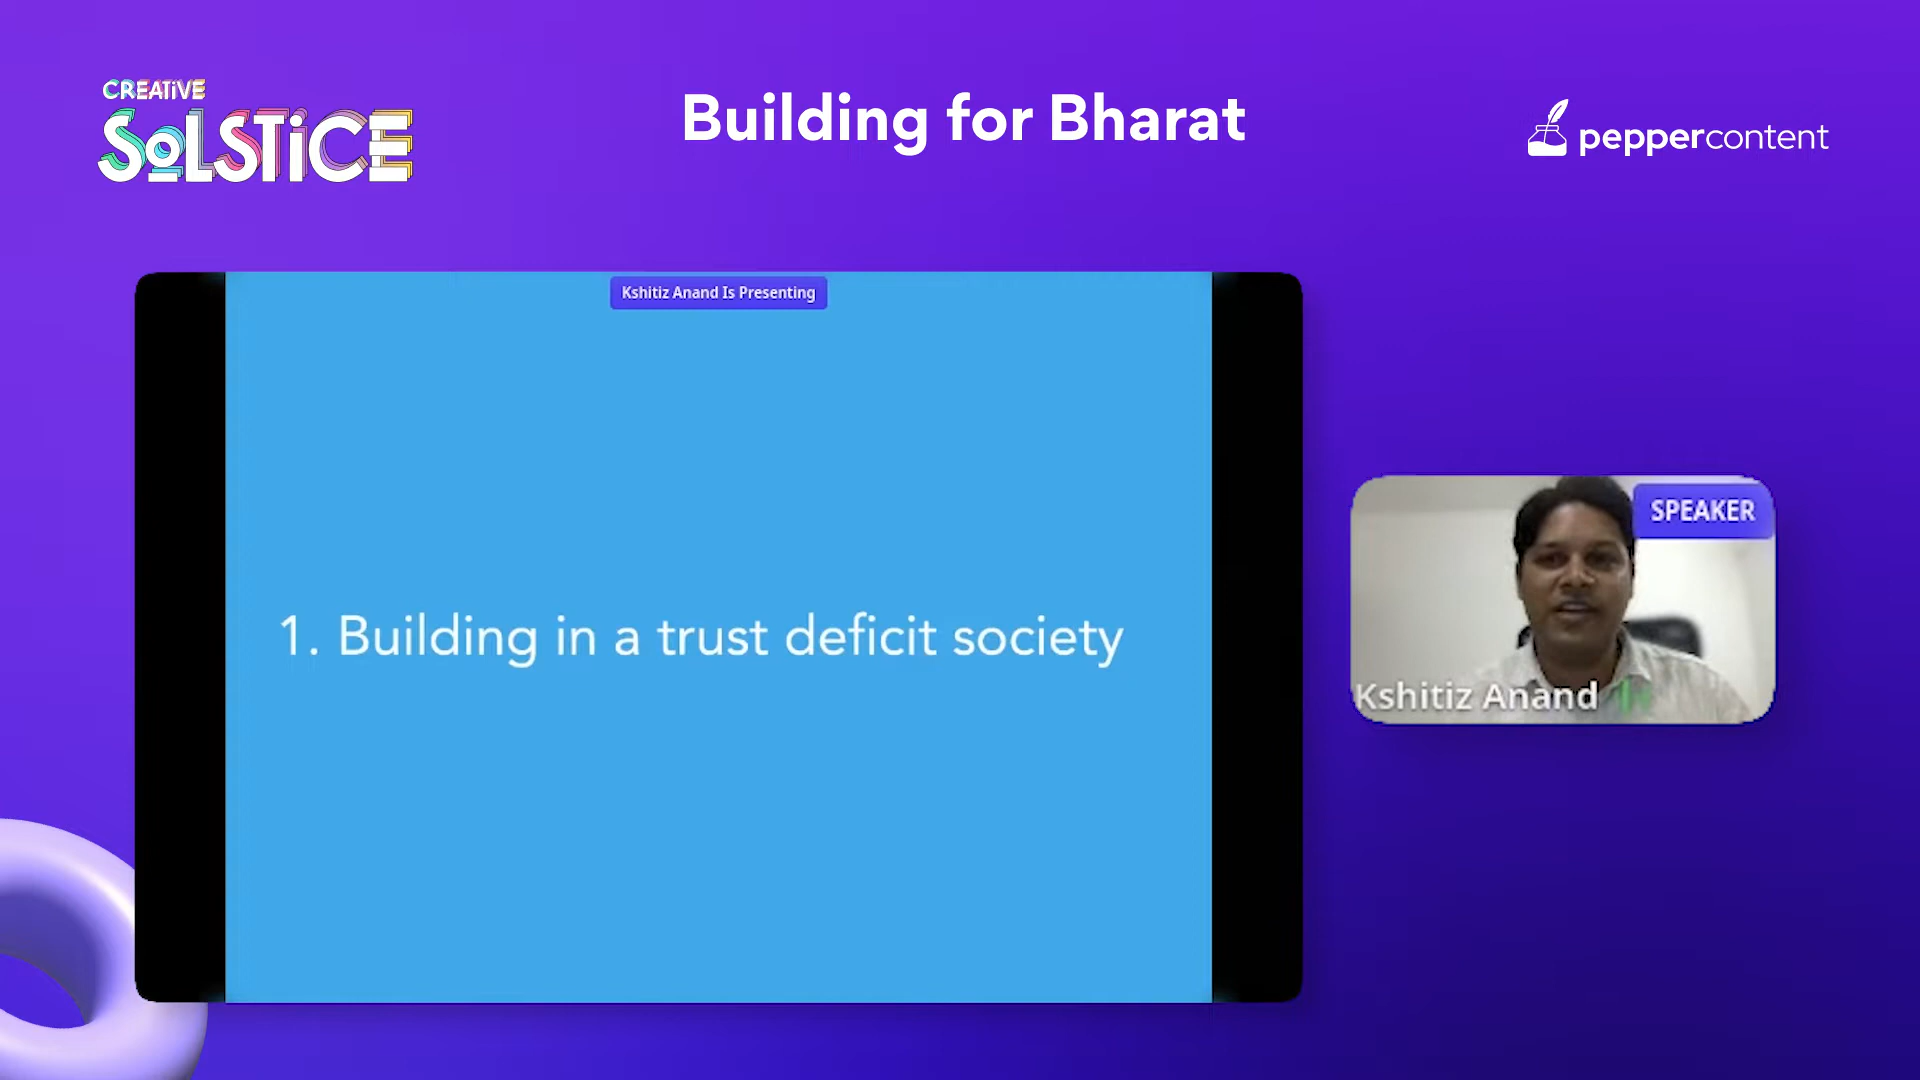 CREATiVE
SoLSTiCE
Building for Bharat
peppercontent
Kshitiz Anand Is Presenting
1. Building in a trust deficit society
SPEAKER
Kshitiz Anand